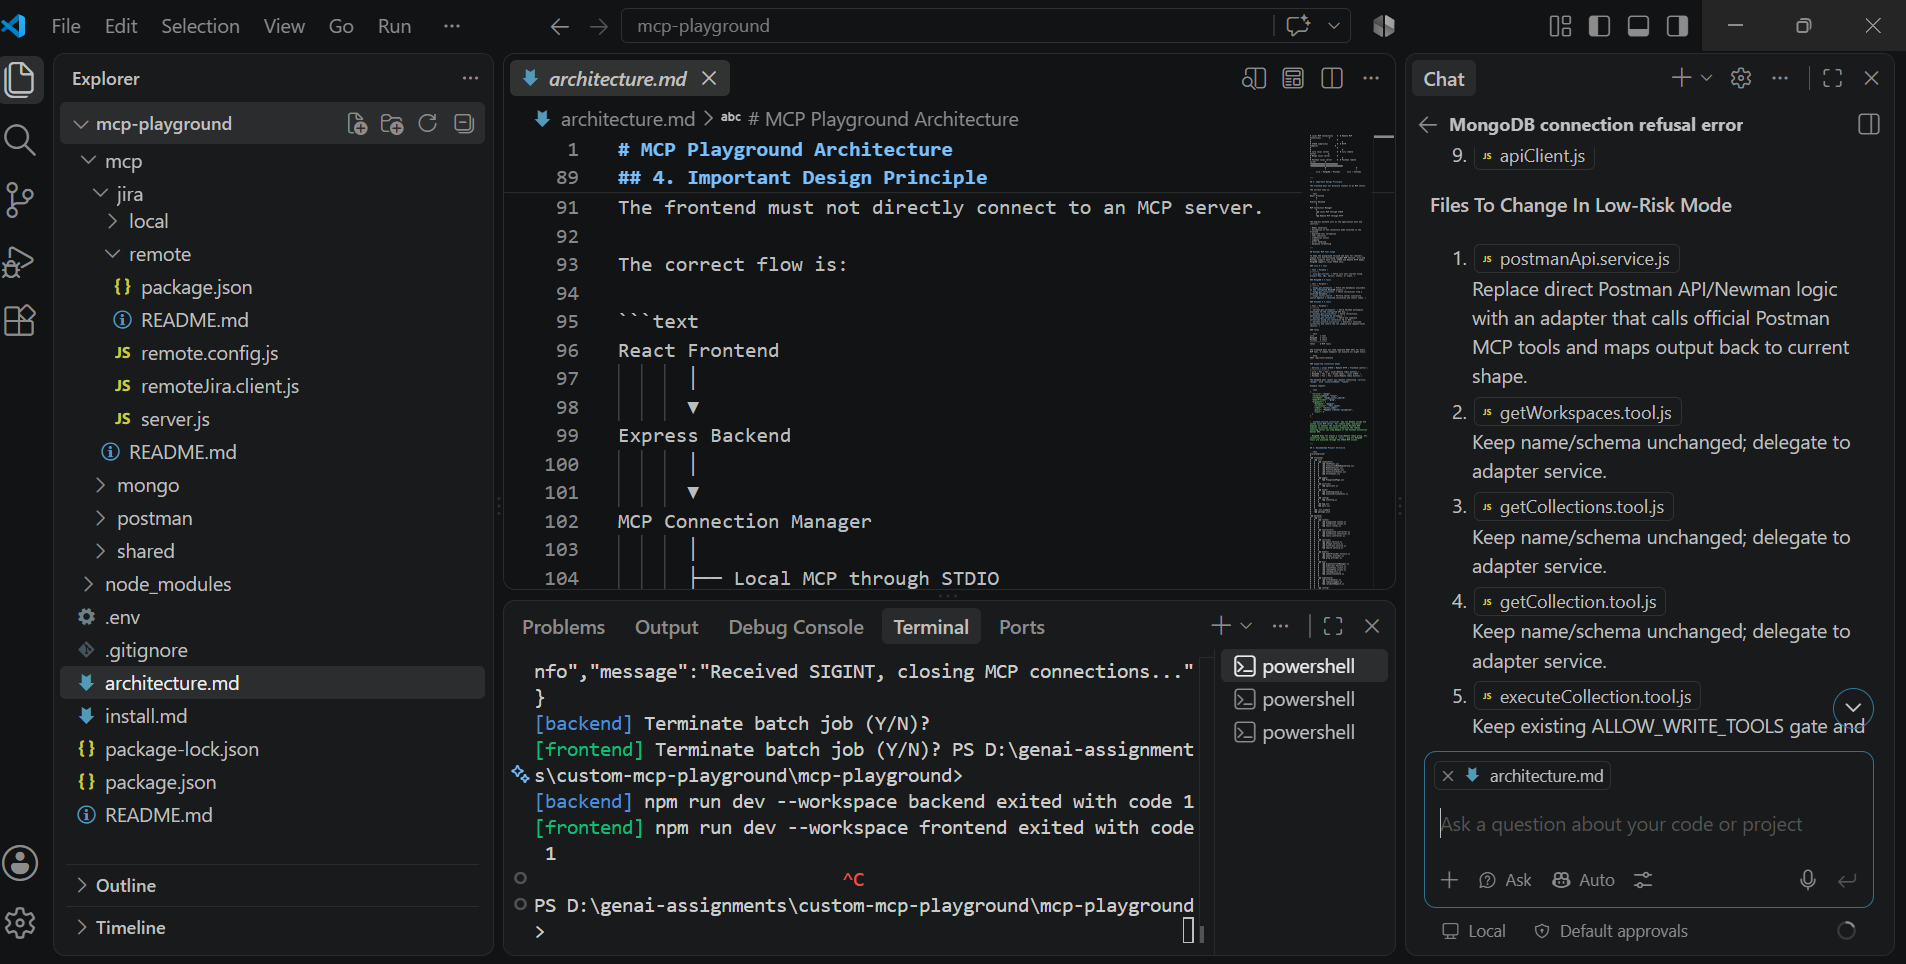 File Edit Selection View Go Run ···
mcp-playground
Explorer
mcp-playground
mcp
jira
local
remote
{} package.json
README.md
JS remote.config.js
JS remoteJira.client.js
JS server.js
README.md
mongo
postman
shared
node_modules
.env
.gitignore
architecture.md
install.md
{} package-lock.json
{} package.json
README.md
Outline
Timeline
architecture.md
architecture.md > abc # MCP Playground Architecture
1 # MCP Playground Architecture
89 ## 4. Important Design Principle
91 The frontend must not directly connect to an MCP server.
92
93 The correct flow is:
94
95 ```text
96 React Frontend
97 │
98 ▼
99 Express Backend
100 │
101 ▼
102 MCP Connection Manager
103 │
104 ├── Local MCP through STDIO
Problems Output Debug Console Terminal Ports
nfo","message":"Received SIGINT, closing MCP connections..."
}
[backend] Terminate batch job (Y/N)?
[frontend] Terminate batch job (Y/N)? PS D:\genai-assignment
s\custom-mcp-playground\mcp-playground>
[backend] npm run dev --workspace backend exited with code 1
[frontend] npm run dev --workspace frontend exited with code
1
^C
PS D:\genai-assignments\custom-mcp-playground\mcp-playground
>
powershell
powershell
powershell
Chat
MongoDB connection refusal error
9. JS apiClient.js
Files To Change In Low-Risk Mode
1. JS postmanApi.service.js
Replace direct Postman API/Newman logic
with an adapter that calls official Postman
MCP tools and maps output back to current
shape.
2. JS getWorkspaces.tool.js
Keep name/schema unchanged; delegate to
adapter service.
3. JS getCollections.tool.js
Keep name/schema unchanged; delegate to
adapter service.
4. JS getCollection.tool.js
Keep name/schema unchanged; delegate to
adapter service.
5. JS executeCollection.tool.js
Keep existing ALLOW_WRITE_TOOLS gate and
architecture.md
Ask a question about your code or project
Ask Auto
Local Default approvals